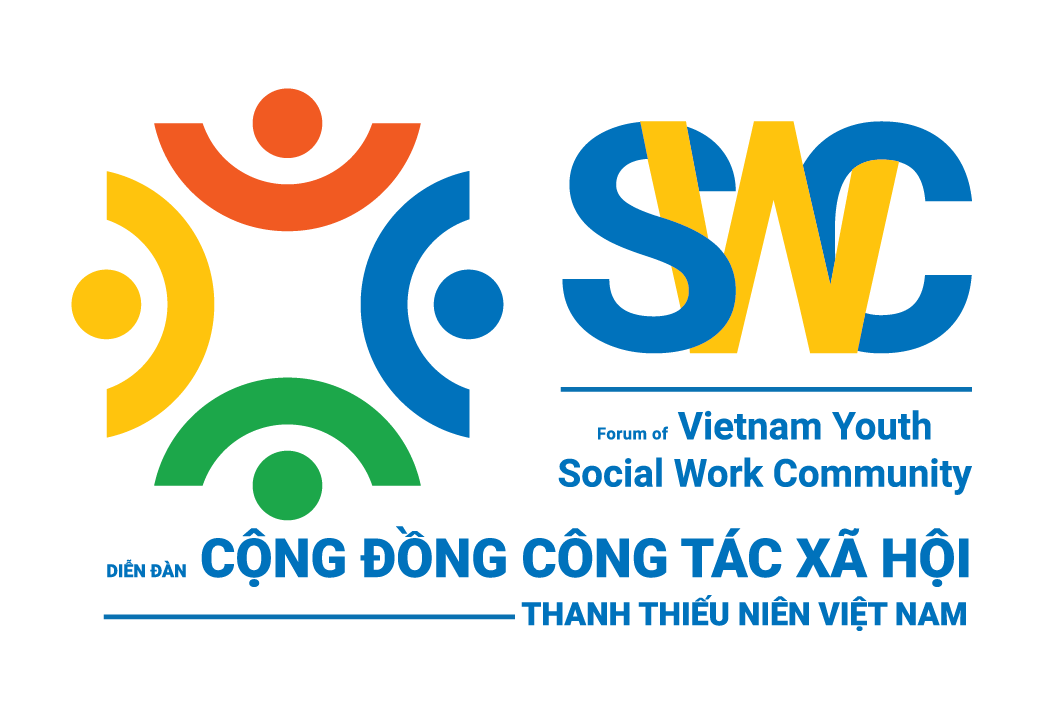 SWC
Forum of Vietnam Youth
Social Work Community
DIỄN ĐÀN CỘNG ĐỒNG CÔNG TÁC XÃ HỘI
THANH THIẾU NIÊN VIỆT NAM